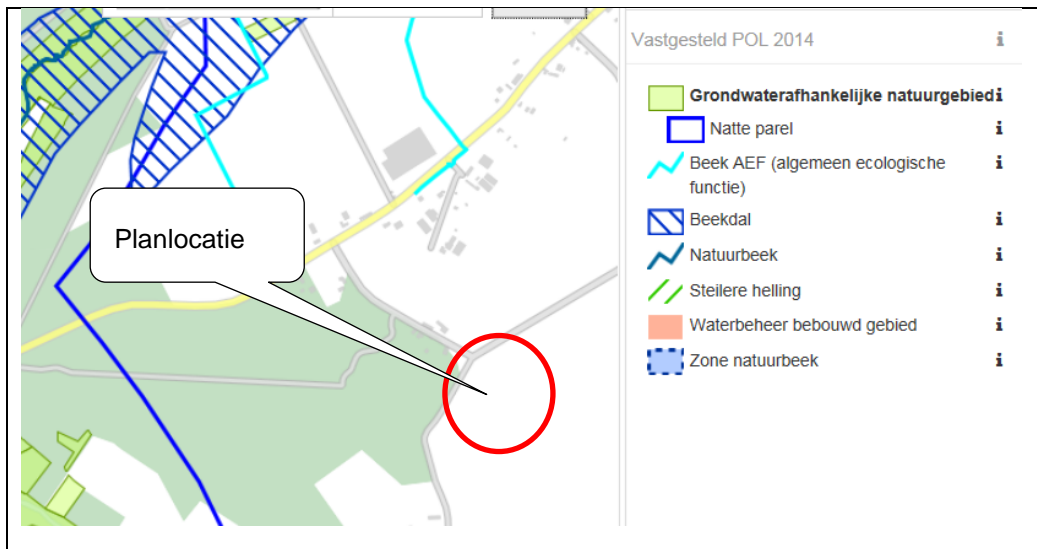 Planlocatie
Vastgesteld POL 2014 i
Grondwaterafhankelijke natuurgebied i
Natte parel i
Beek AEF (algemeen ecologische i
functie)
Beekdal i
Natuurbeek i
Steilere helling i
Waterbeheer bebouwd gebied i
Zone natuurbeek i